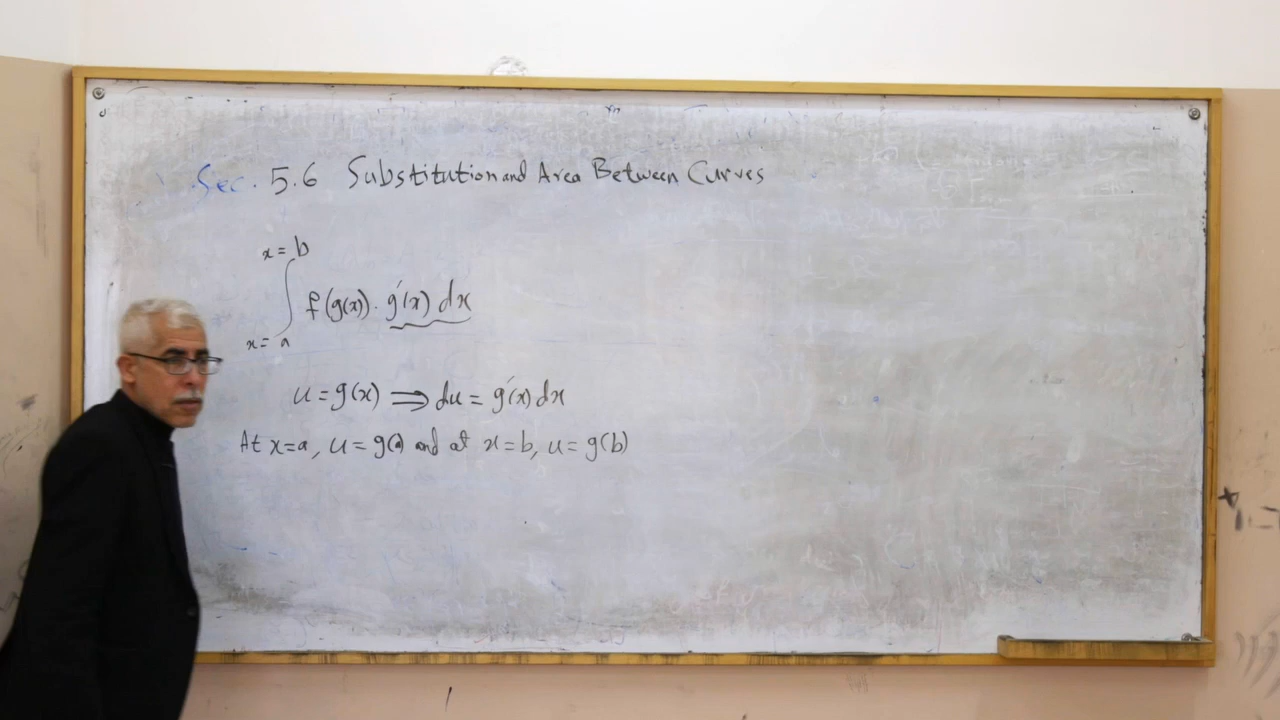 Sec. 5.6 Substitution and Area Between Curves
x = b
∫ f(g(x)) · g'(x) dx
x = a
u = g(x) ⟹ du = g'(x) dx
At x=a, u = g(a) and at x=b, u = g(b)